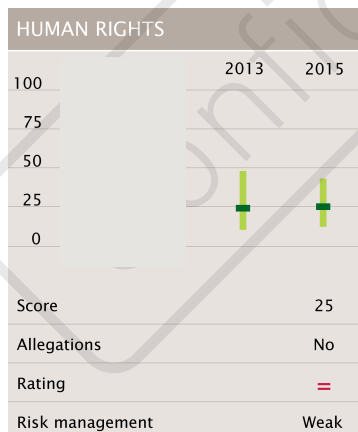 HUMAN RIGHTS
2013 2015
100
75
50
25
0
Score 25
Allegations No
Rating =
Risk management Weak